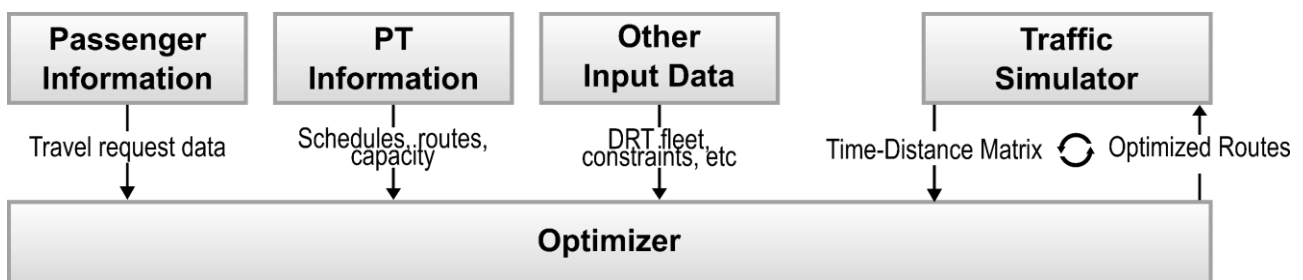 Passenger
Information
PT
Information
Other
Input Data
Traffic
Simulator
Travel request data
Schedules, routes,
capacity
DRT fleet,
constraints, etc
Time-Distance Matrix
Optimized Routes
Optimizer